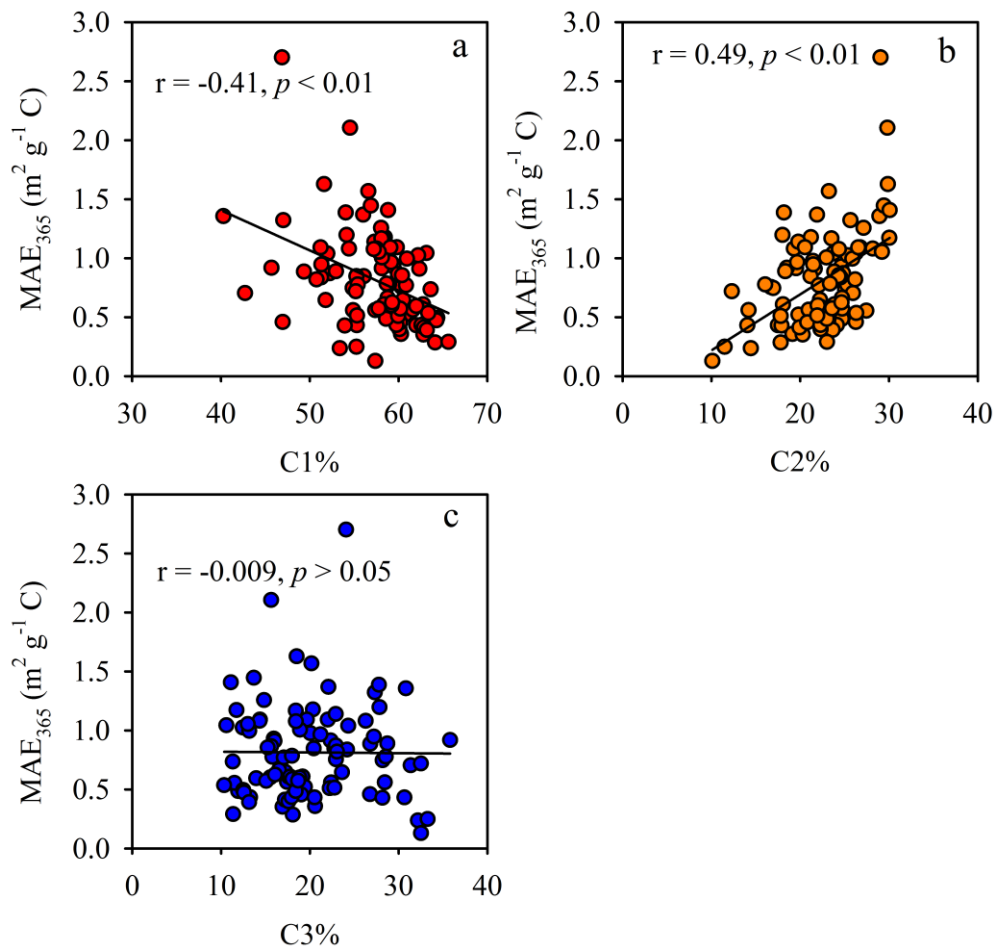 a
r = -0.41, p < 0.01
MAE365 (m2 g-1 C)
3.0
2.5
2.0
1.5
1.0
0.5
0.0
30 40 50 60 70
C1%
b
r = 0.49, p < 0.01
MAE365 (m2 g-1 C)
3.0
2.5
2.0
1.5
1.0
0.5
0.0
0 10 20 30 40
C2%
c
r = -0.009, p > 0.05
MAE365 (m2 g-1 C)
3.0
2.5
2.0
1.5
1.0
0.5
0.0
0 10 20 30 40
C3%